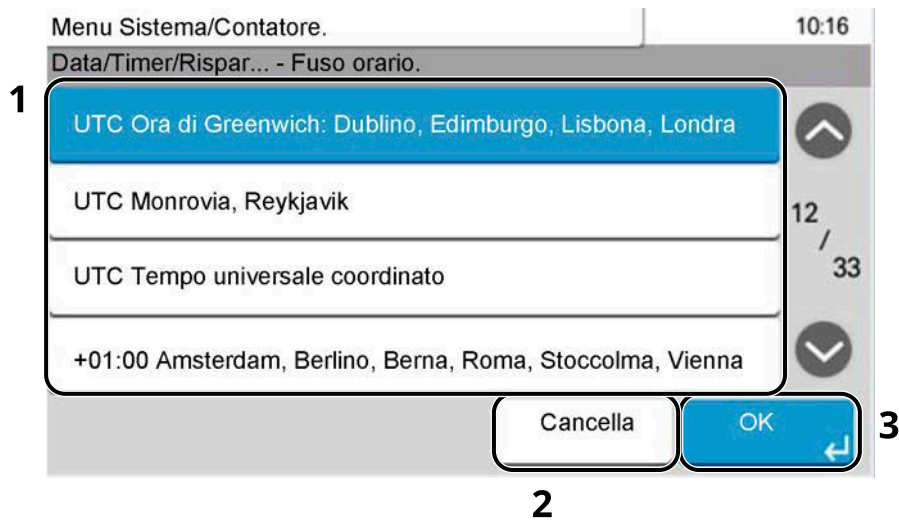 Menu Sistema/Contatore.
10:16
Data/Timer/Rispar... - Fuso orario.
1
UTC Ora di Greenwich: Dublino, Edimburgo, Lisbona, Londra
UTC Monrovia, Reykjavik
12
/
33
UTC Tempo universale coordinato
+01:00 Amsterdam, Berlino, Berna, Roma, Stoccolma, Vienna
Cancella
OK
3
2